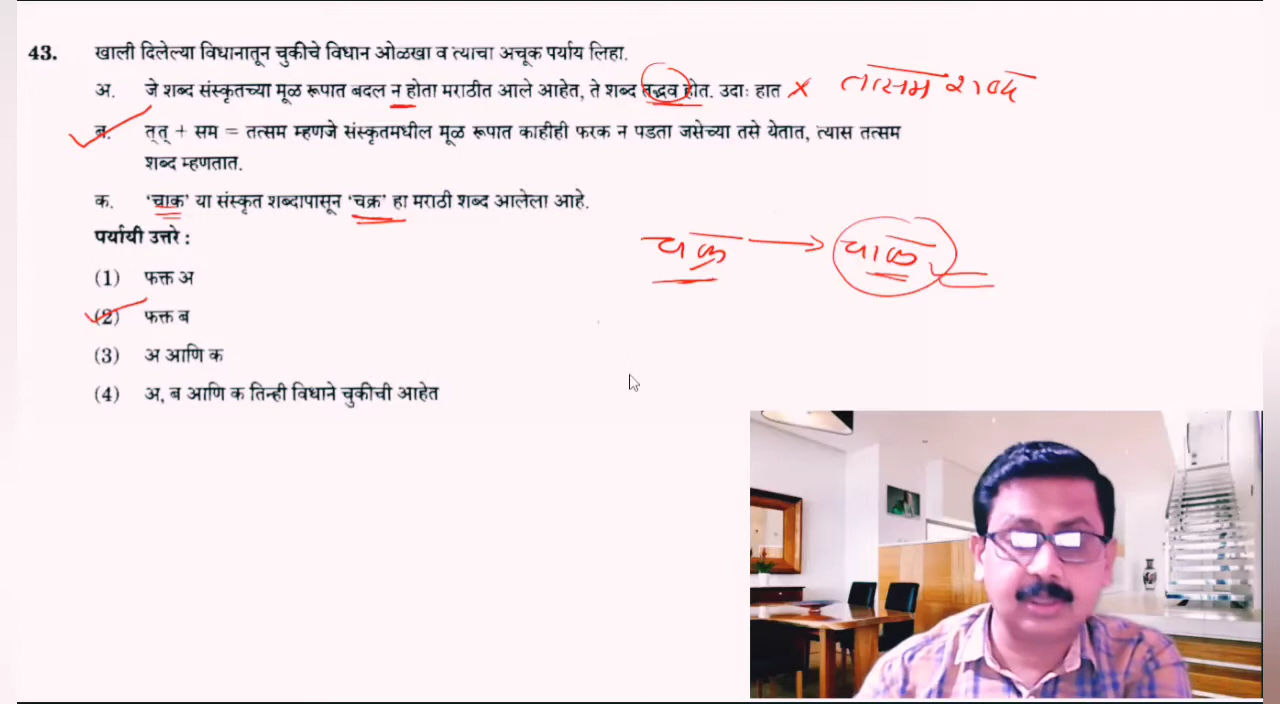 43. खाली दिलेल्या विधानातून चुकीचे विधान ओळखा व त्याचा अचूक पर्याय लिहा.
अ. जे शब्द संस्कृतच्या मूळ रूपात बदल न होता मराठीत आले आहेत, ते शब्द तद्भव होत. उदाः हात × तत्सम शब्द
ब. त्त् + सम = तत्सम म्हणजे संस्कृतमधील मूळ रूपात काहीही फरक न पडता जसेच्या तसे येतात, त्यास तत्सम
शब्द म्हणतात.
क. ‘चाक’ या संस्कृत शब्दापासून ‘चक्र’ हा मराठी शब्द आलेला आहे.
पर्यायी उत्तरे :
चक्र → चाक
(1) फक्त अ
(2) फक्त ब
(3) अ आणि क
(4) अ, ब आणि क तिन्ही विधाने चुकीची आहेत